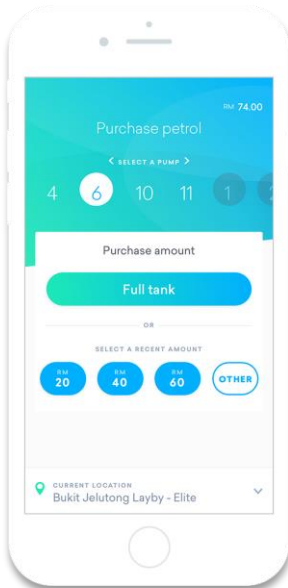 RM 74.00
Purchase petrol
< SELECT A PUMP >
4 6 10 11 1
Purchase amount
Full tank
OR
SELECT A RECENT AMOUNT
RM RM RM
20 40 60 OTHER
CURRENT LOCATION
Bukit Jelutong Layby - Elite